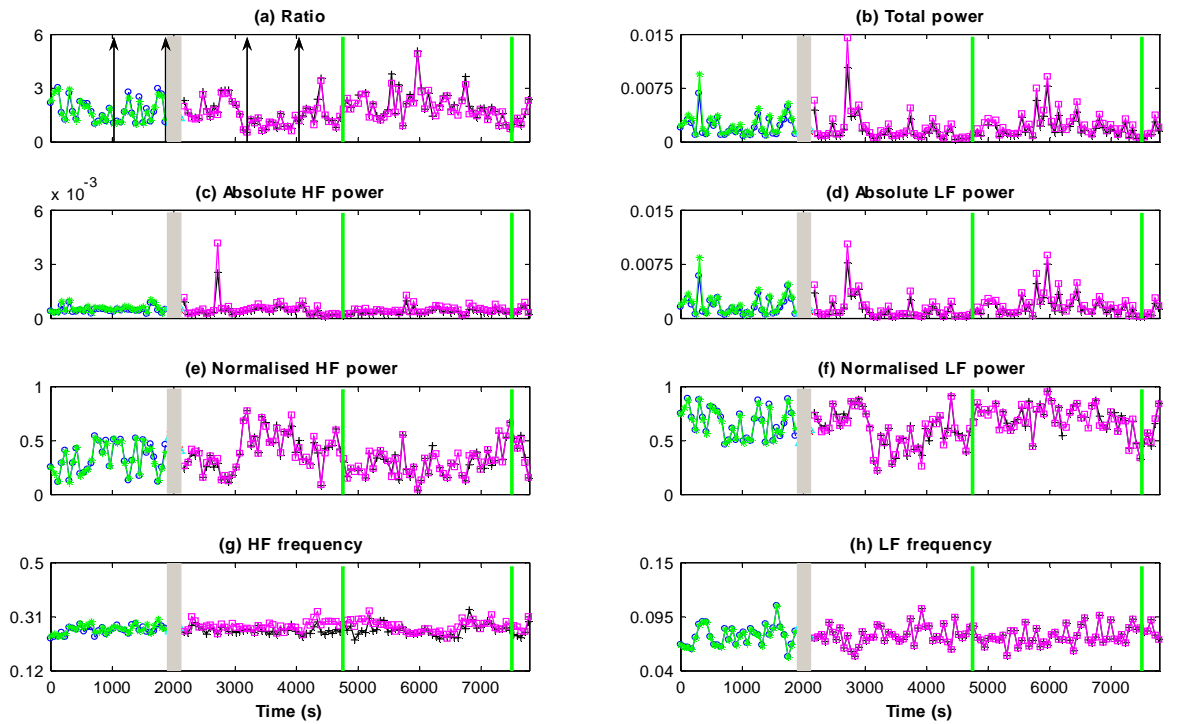 (a) Ratio
6
3
1
0
(b) Total power
0.015
0.0075
0
(c) Absolute HF power
x 10-3
6
3
0
(d) Absolute LF power
0.015
0.0075
0
(e) Normalised HF power
1
0.5
0
(f) Normalised LF power
1
0.5
0
(g) HF frequency
0.5
0.31
0.12
0 1000 2000 3000 4000 5000 6000 7000
Time (s)
(h) LF frequency
0.15
0.095
0.04
0 1000 2000 3000 4000 5000 6000 7000
Time (s)